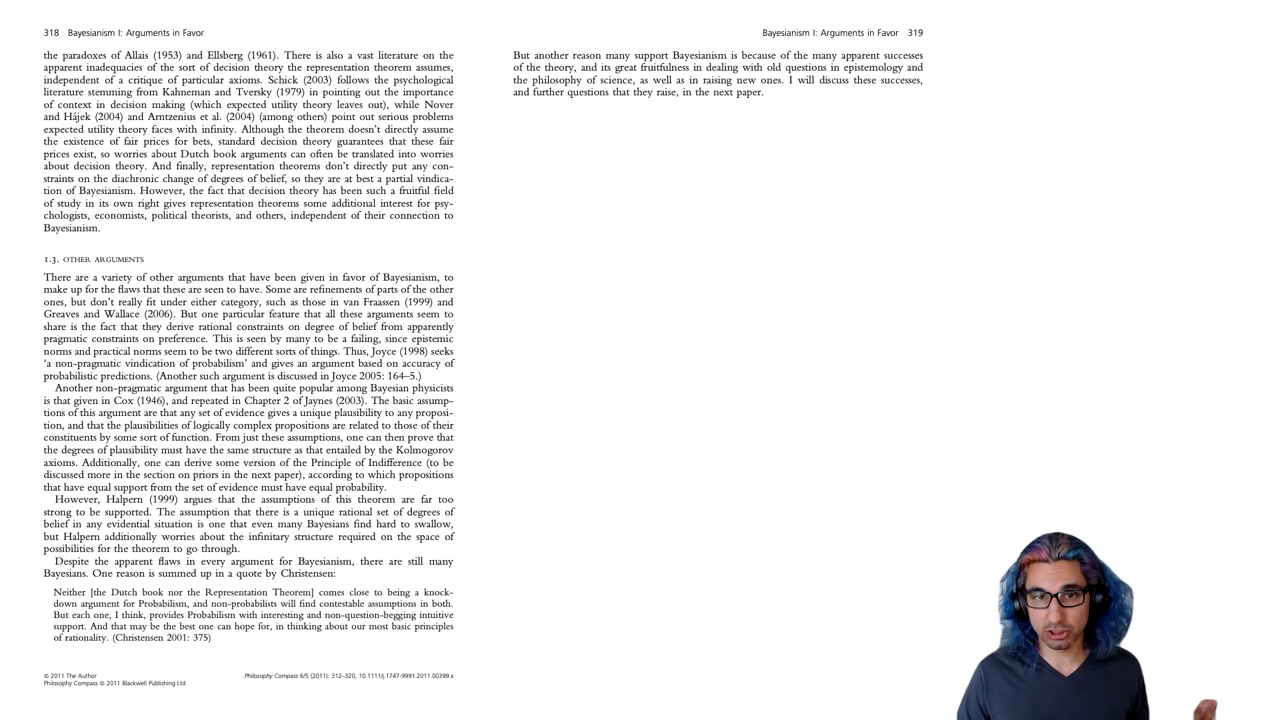 318 Bayesianism I: Arguments in Favor
the paradoxes of Allais (1953) and Ellsberg (1961). There is also a vast literature on the
apparent inadequacies of the sort of decision theory the representation theorem assumes,
independent of a critique of particular axioms. Schick (2003) follows the psychological
literature stemming from Kahneman and Tversky (1979) in pointing out the importance
of context in decision making (which expected utility theory leaves out), while Nover
and Hájek (2004) and Arntzenius et al. (2004) (among others) point out serious problems
expected utility theory faces with infinity. Although the theorem doesn't directly assume
the existence of fair prices for bets, standard decision theory guarantees that these fair
prices exist, so worries about Dutch book arguments can often be translated into worries
about decision theory. And finally, representation theorems don't directly put any con-
straints on the diachronic change of degrees of belief, so they are at best a partial vindica-
tion of Bayesianism. However, the fact that decision theory has been such a fruitful field
of study in its own right gives representation theorems some additional interest for psy-
chologists, economists, political theorists, and others, independent of their connection to
Bayesianism.
1.3. OTHER ARGUMENTS
There are a variety of other arguments that have been given in favor of Bayesianism, to
make up for the flaws that these are seen to have. Some are refinements of parts of the other
ones, but don't really fit under either category, such as those in van Fraassen (1999) and
Greaves and Wallace (2006). But one particular feature that all these arguments seem to
share is the fact that they derive rational constraints on degree of belief from apparently
pragmatic constraints on preference. This is seen by many to be a failing, since epistemic
norms and practical norms seem to be two different sorts of things. Thus, Joyce (1998) seeks
'a non-pragmatic vindication of probabilism' and gives an argument based on accuracy of
probabilistic predictions. (Another such argument is discussed in Joyce 2005: 164–5.)
Another non-pragmatic argument that has been quite popular among Bayesian physicists
is that given in Cox (1946), and repeated in Chapter 2 of Jaynes (2003). The basic assump-
tions of this argument are that any set of evidence gives a unique plausibility to any proposi-
tion, and that the plausibilities of logically complex propositions are related to those of their
constituents by some sort of function. From just these assumptions, one can then prove that
the degrees of plausibility must have the same structure as that entailed by the Kolmogorov
axioms. Additionally, one can derive some version of the Principle of Indifference (to be
discussed more in the section on priors in the next paper), according to which propositions
that have equal support from the set of evidence must have equal probability.
However, Halpern (1999) argues that the assumptions of this theorem are far too
strong to be supported. The assumption that there is a unique rational set of degrees of
belief in any evidential situation is one that even many Bayesians find hard to swallow,
but Halpern additionally worries about the infinitary structure required on the space of
possibilities for the theorem to go through.
Despite the apparent flaws in every argument for Bayesianism, there are still many
Bayesians. One reason is summed up in a quote by Christensen:
Neither [the Dutch book nor the Representation Theorem] comes close to being a knock-
down argument for Probabilism, and non-probabilists will find contestable assumptions in both.
But each one, I think, provides Probabilism with interesting and non-question-begging intuitive
support. And that may be the best one can hope for, in thinking about our most basic principles
of rationality. (Christensen 2001: 375)
© 2011 The Author
Philosophy Compass © 2011 Blackwell Publishing Ltd
Philosophy Compass 6/5 (2011): 312–320, 10.1111/j.1747-9991.2011.00399.x
Bayesianism I: Arguments in Favor 319
But another reason many support Bayesianism is because of the many apparent successes
of the theory, and its great fruitfulness in dealing with old questions in epistemology and
the philosophy of science, as well as in raising new ones. I will discuss these successes,
and further questions that they raise, in the next paper.